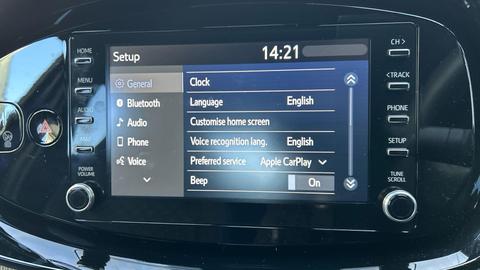 Setup 14:21
General
Bluetooth
Audio
Phone
Voice
Clock
Language English
Customise home screen
Voice recognition lang. English
Preferred service Apple CarPlay
Beep On
HOME
MENU
AUDIO
MAP
POWER
VOLUME
CH >
< TRACK
PHONE
SETUP
TUNE
SCROLL